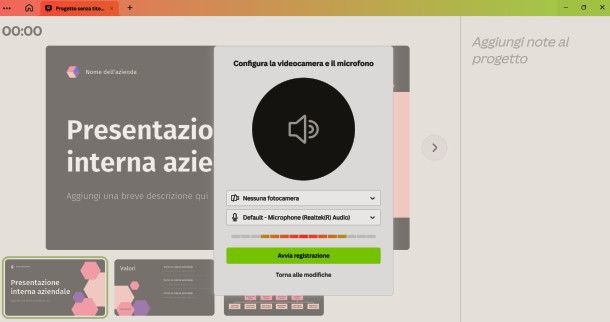 Progetto senza tito...
00:00
Nome dell'azienda
Presentazio
interna azie
Aggiungi una breve descrizione qui
Configura la videocamera e il microfono
Nessuna fotocamera
Default - Microphone (Realtek(R) Audio)
Avvia registrazione
Torna alle modifiche
Aggiungi note al
progetto
Presentazione
interna aziendale
Valori